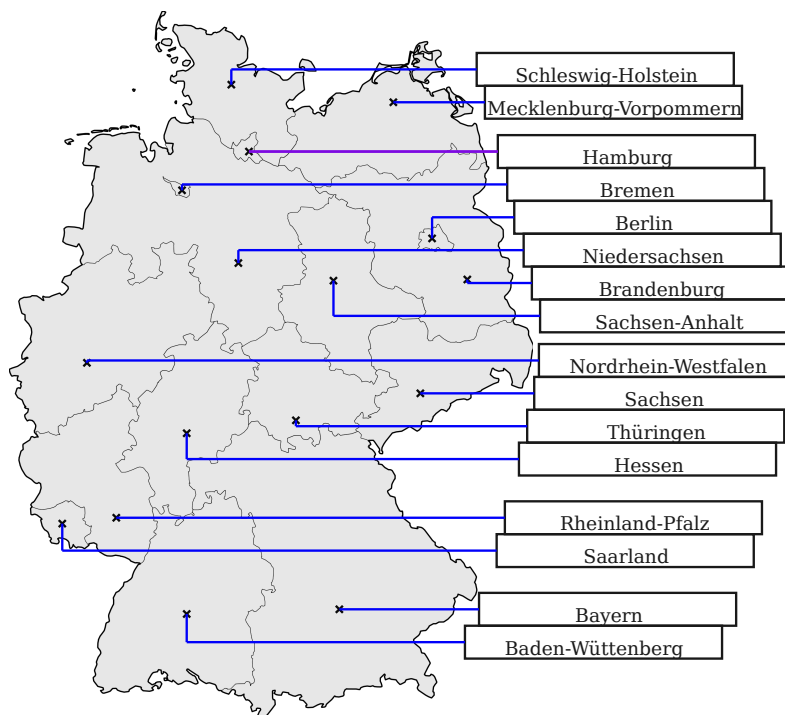 Schleswig-Holstein
Mecklenburg-Vorpommern
Hamburg
Bremen
Berlin
Niedersachsen
Brandenburg
Sachsen-Anhalt
Nordrhein-Westfalen
Sachsen
Thüringen
Hessen
Rheinland-Pfalz
Saarland
Bayern
Baden-Wüttenberg